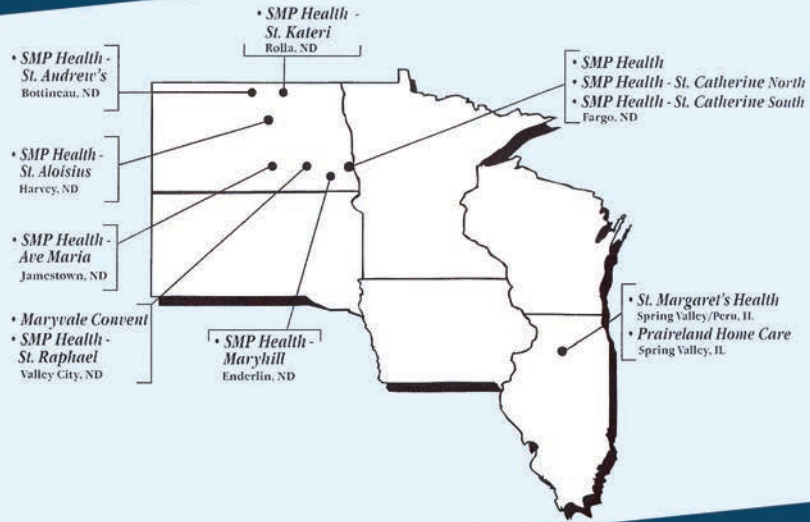 • SMP Health -
St. Kateri
Rolla, ND
• SMP Health -
St. Andrew's
Bottineau, ND
• SMP Health
• SMP Health - St. Catherine North
• SMP Health - St. Catherine South
Fargo, ND
• SMP Health -
St. Aloisius
Harvey, ND
• SMP Health -
Ave Maria
Jamestown, ND
• Maryvale Convent
• SMP Health -
St. Raphael
Valley City, ND
• SMP Health -
Maryhill
Enderlin, ND
• St. Margaret's Health
Spring Valley/Peru, IL
• Praireland Home Care
Spring Valley, IL